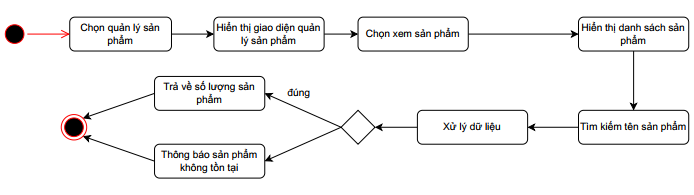 Chọn quản lý sản
phẩm
Hiển thị giao diện quản
lý sản phẩm
Chọn xem sản phẩm
Hiển thị danh sách sản
phẩm
Trả về số lượng sản
phẩm
đúng
Thông báo sản phẩm
không tồn tại
Xử lý dữ liệu
Tìm kiếm tên sản phẩm